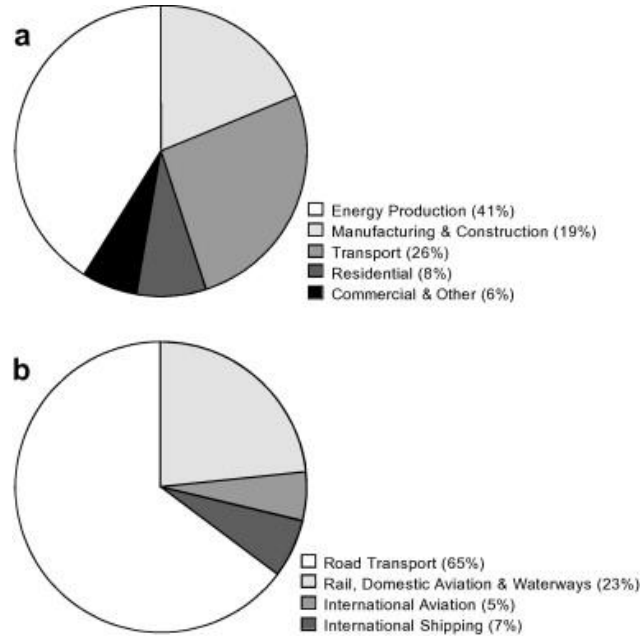 a
Energy Production (41%)
Manufacturing & Construction (19%)
Transport (26%)
Residential (8%)
Commercial & Other (6%)
b
Road Transport (65%)
Rail, Domestic Aviation & Waterways (23%)
International Aviation (5%)
International Shipping (7%)